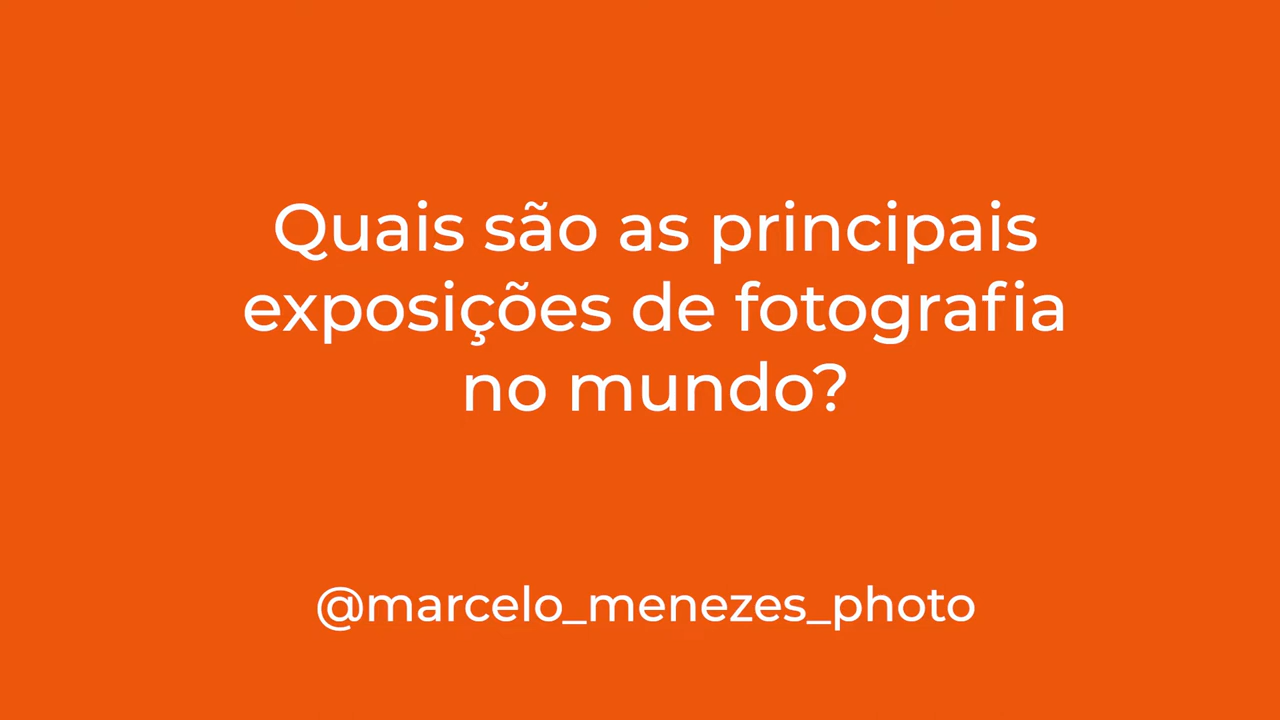 Quais são as principais
exposições de fotografia
no mundo?
@marcelo_menezes_photo